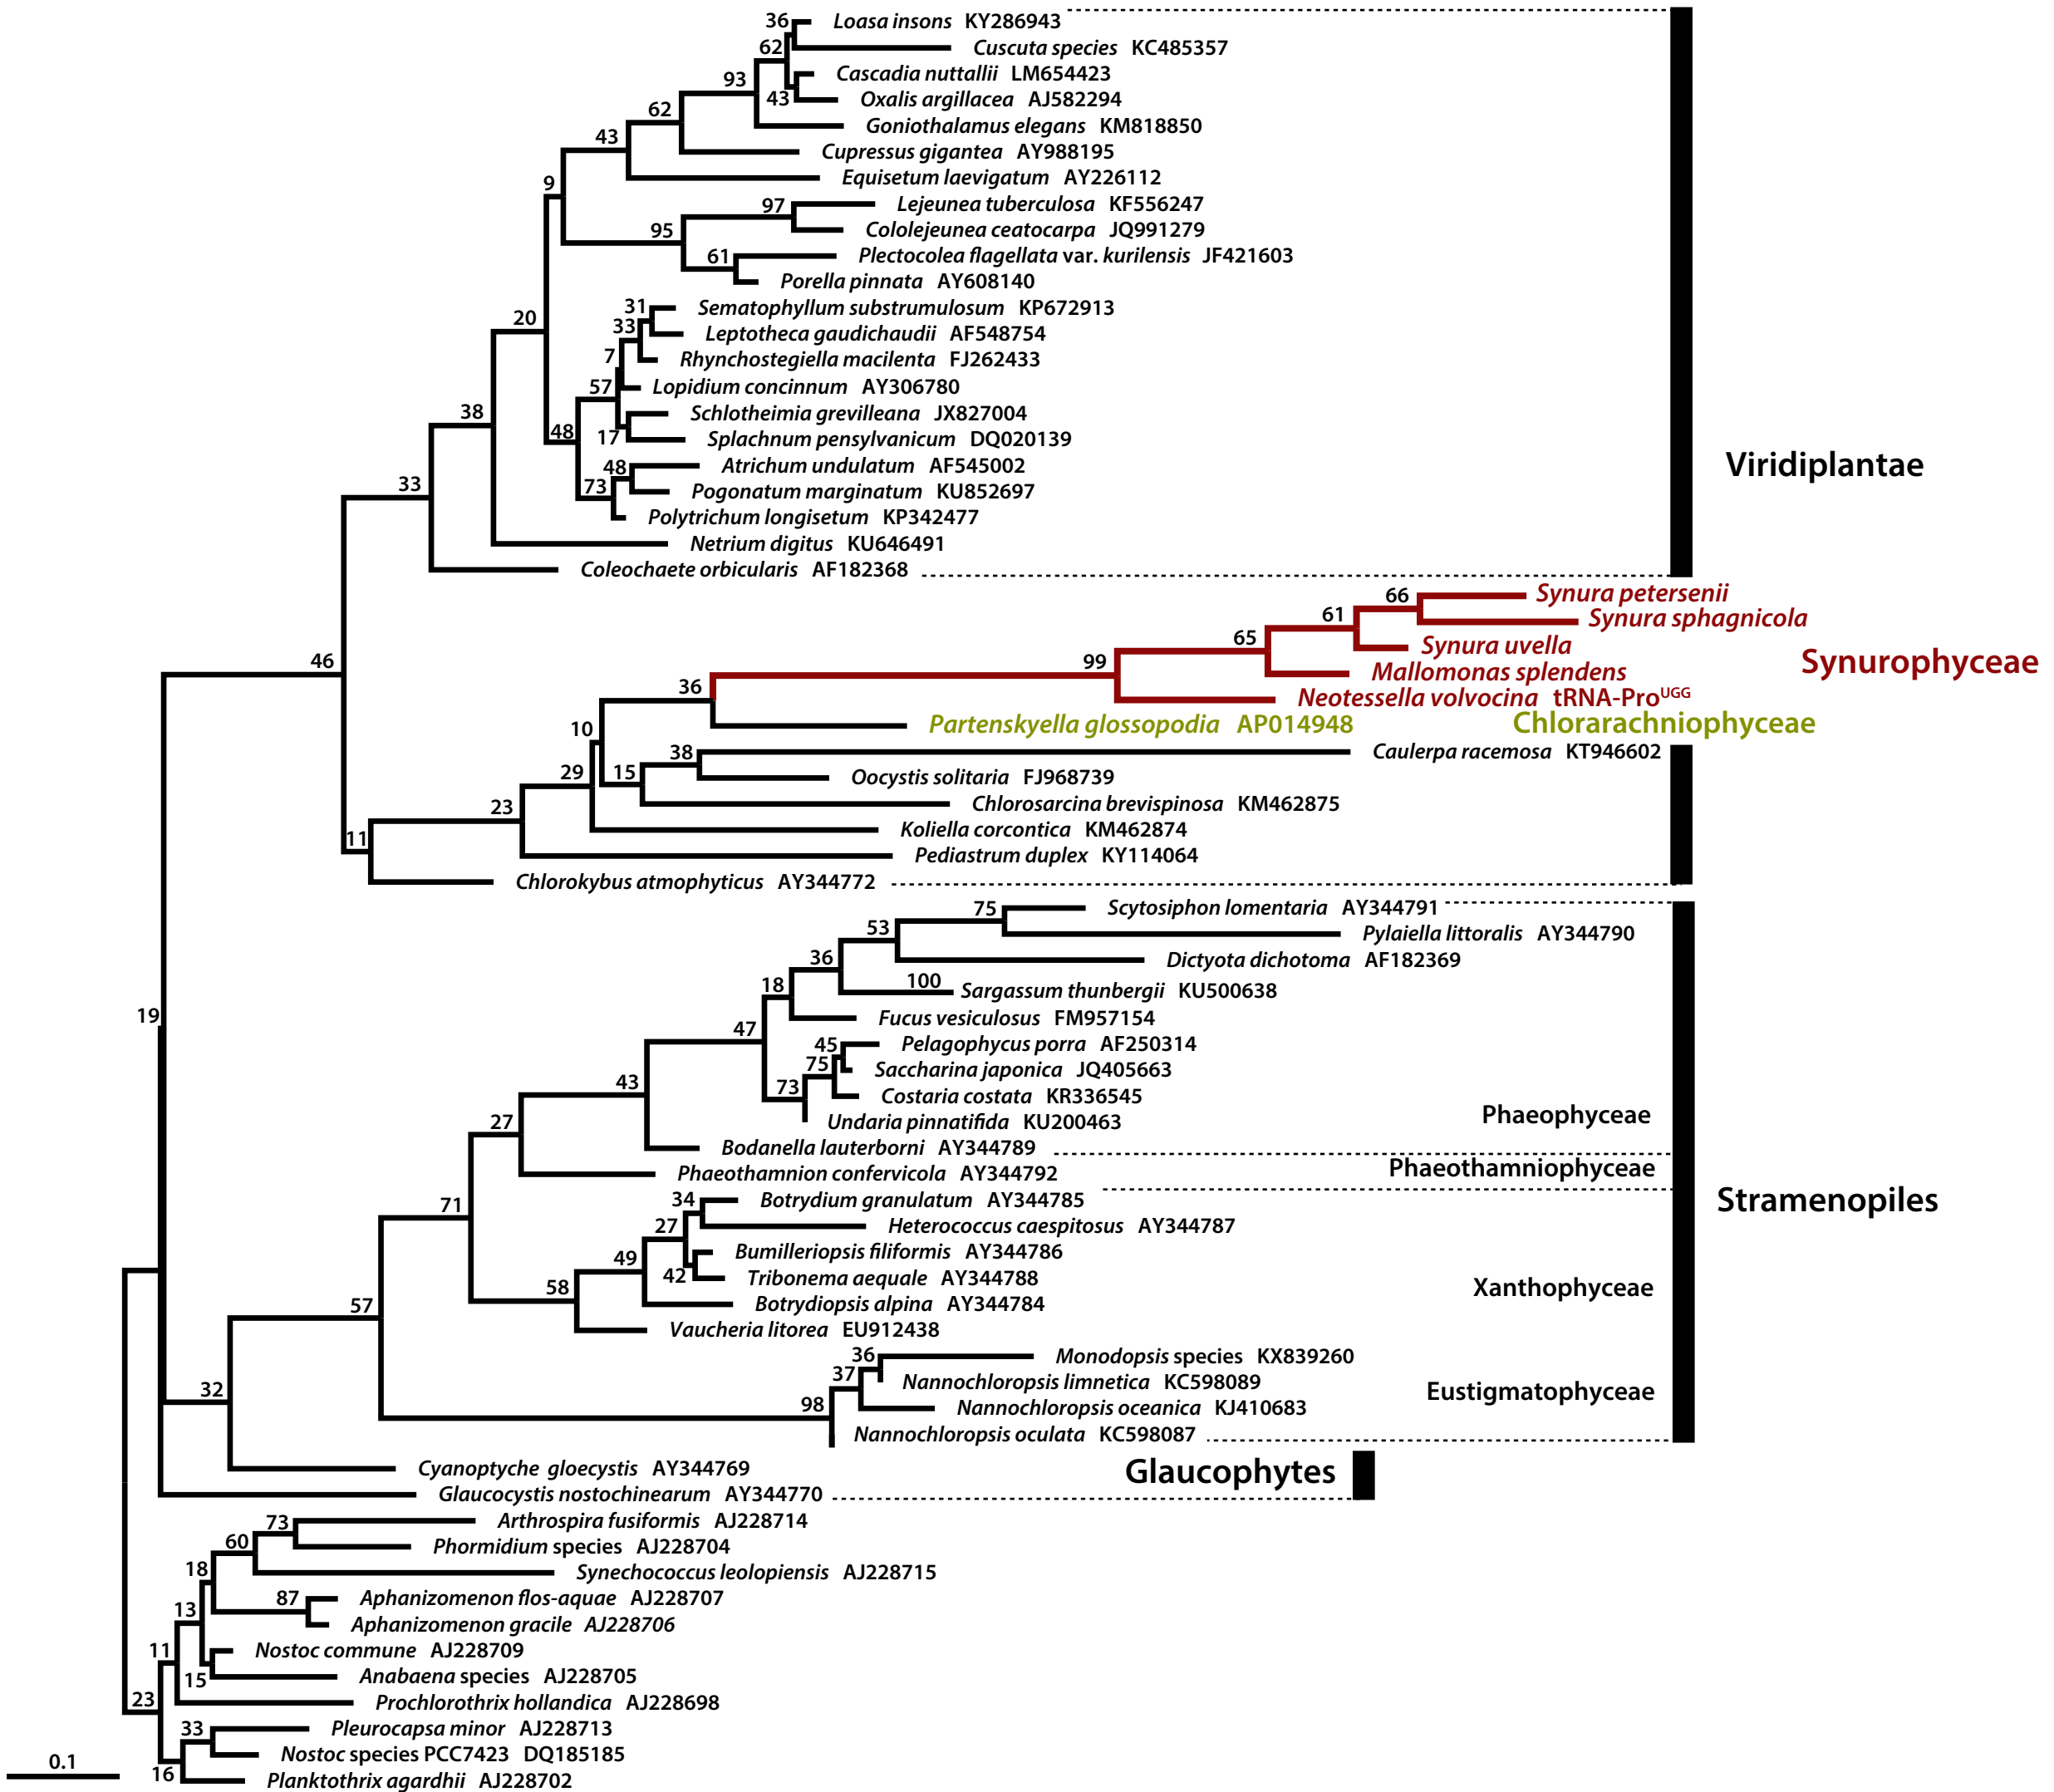 36 Loasa insons KY286943
Cuscuta species KC485357
62
Cascadia nuttallii LM654423
93
43 Oxalis argillacea AJ582294
Goniothalamus elegans KM818850
62
Cupressus gigantea AY988195
43
Equisetum laevigatum AY226112
9
97 Lejeunea tuberculosa KF556247
Cololejeunea ceatocarpa JQ991279
95
61 Plectocolea flagellata var. kurilensis JF421603
Porella pinnata AY608140
31 Sematophyllum substrumulosum KP672913
20
33 Leptotheca gaudichaudii AF548754
7 Rhynchostegiella macilenta FJ262433
57 Lopidium concinnum AY306780
38
Schlotheimia grevilleana JX827004
48 17 Splachnum pensylvanicum DQ020139
48 Atrichum undulatum AF545002
Viridiplantae
33
73 Pogonatum marginatum KU852697
Polytrichum longisetum KP342477
Netrium digitus KU646491
Coleochaete orbicularis AF182368
66 Synura petersenii
61 Synura sphagnicola
65 Synura uvella
46 99 Synurophyceae
Mallomonas splendens
36 Neotessella volvocina tRNA-ProUGG
Partenskyella glossopodia AP014948 Chlorarachniophyceae
10
38 Caulerpa racemosa KT946602
29 15 Oocystis solitaria FJ968739
23 Chlorosarcina brevispinosa KM462875
11 Koliella corcontica KM462874
Pediastrum duplex KY114064
Chlorokybus atmophyticus AY344772
75 Scytosiphon lomentaria AY344791
53 Pylaiella littoralis AY344790
36 Dictyota dichotoma AF182369
18 100 Sargassum thunbergii KU500638
19 47 Fucus vesiculosus FM957154
45 Pelagophycus porra AF250314
75 Saccharina japonica JQ405663
43 73 Costaria costata KR336545
27 Undaria pinnatifida KU200463 Phaeophyceae
Bodanella lauterborni AY344789
Phaeothamnion confervicola AY344792 Phaeothamniophyceae
71 34 Botrydium granulatum AY344785 Stramenopiles
27 Heterococcus caespitosus AY344787
49 Bumilleriopsis filiformis AY344786
58 42 Tribonema aequale AY344788 Xanthophyceae
57 Botrydiopsis alpina AY344784
Vaucheria litorea EU912438
36 Monodopsis species KX839260
32 37 Nannochloropsis limnetica KC598089 Eustigmatophyceae
98 Nannochloropsis oceanica KJ410683
Nannochloropsis oculata KC598087
Cyanoptyche gloecystis AY344769 Glaucophytes
Glaucocystis nostochinearum AY344770
73 Arthrospira fusiformis AJ228714
60 Phormidium species AJ228704
18 Synechococcus leolopiensis AJ228715
87 Aphanizomenon flos-aquae AJ228707
13 Aphanizomenon gracile AJ228706
11 Nostoc commune AJ228709
15 Anabaena species AJ228705
23 Prochlorothrix hollandica AJ228698
33 Pleurocapsa minor AJ228713
Nostoc species PCC7423 DQ185185
0.1 16 Planktothrix agardhii AJ228702